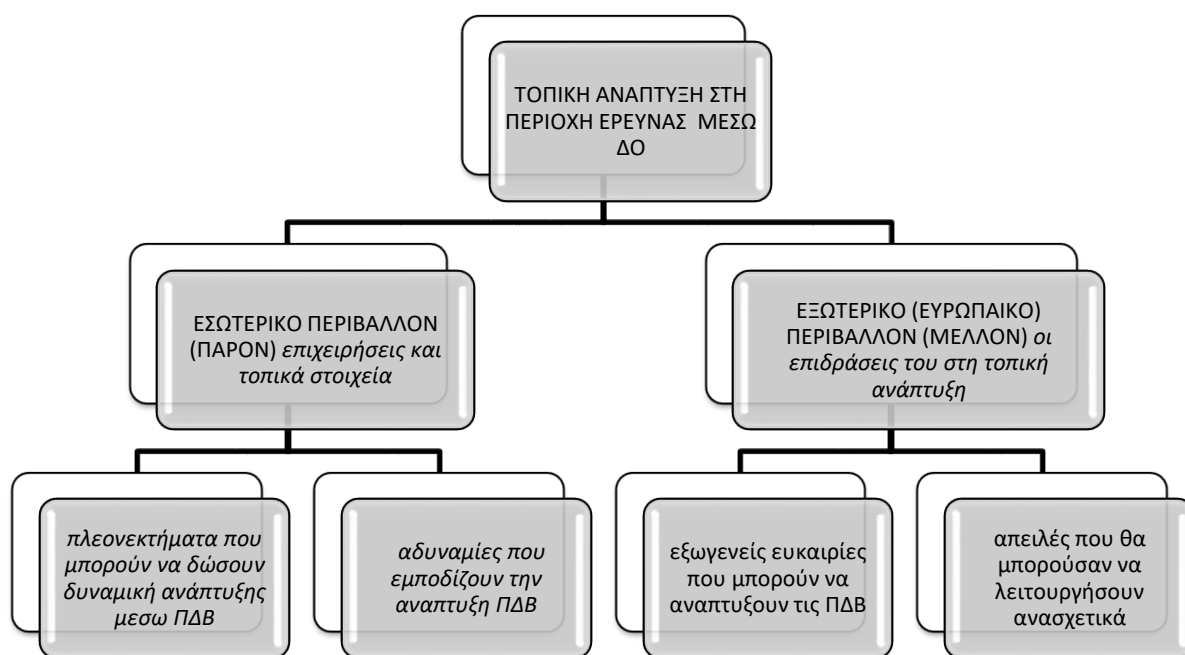 ΤΟΠΙΚΗ ΑΝΑΠΤΥΞΗ ΣΤΗ
ΠΕΡΙΟΧΗ ΕΡΕΥΝΑΣ ΜΕΣΩ
ΔΟ
ΕΣΩΤΕΡΙΚΟ ΠΕΡΙΒΑΛΛΟΝ
(ΠΑΡΟΝ) επιχειρήσεις και
τοπικά στοιχεία
ΕΞΩΤΕΡΙΚΟ (ΕΥΡΩΠΑΙΚΟ)
ΠΕΡΙΒΑΛΛΟΝ (ΜΕΛΛΟΝ) οι
επιδράσεις του στη τοπική
ανάπτυξη
πλεονεκτήματα που
μπορούν να δώσουν
δυναμική ανάπτυξης
μεσω ΠΔΒ
αδυναμίες που
εμποδίζουν την
αναπτυξη ΠΔΒ
εξωγενείς ευκαιρίες
που μπορούν να
αναπτυξουν τις ΠΔΒ
απειλές που θα
μπορούσαν να
λειτουργήσουν
ανασχετικά